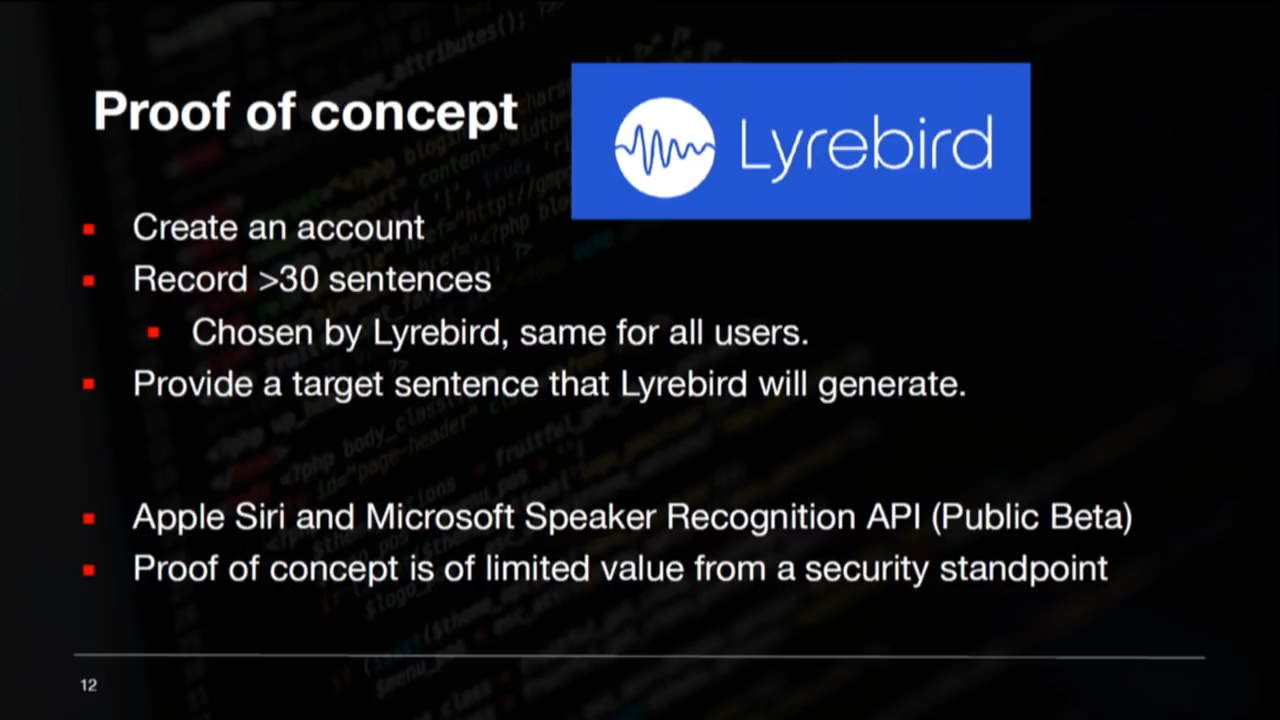 Proof of concept
Lyrebird
Create an account
Record >30 sentences
Chosen by Lyrebird, same for all users.
Provide a target sentence that Lyrebird will generate.
Apple Siri and Microsoft Speaker Recognition API (Public Beta)
Proof of concept is of limited value from a security standpoint
12